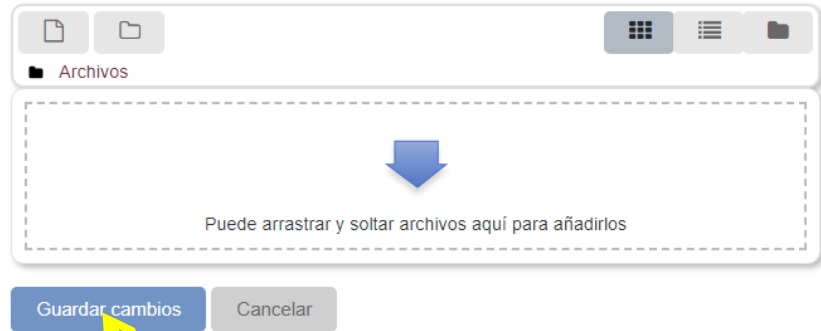 Archivos
Puede arrastrar y soltar archivos aquí para añadirlos
Guardar cambios
Cancelar